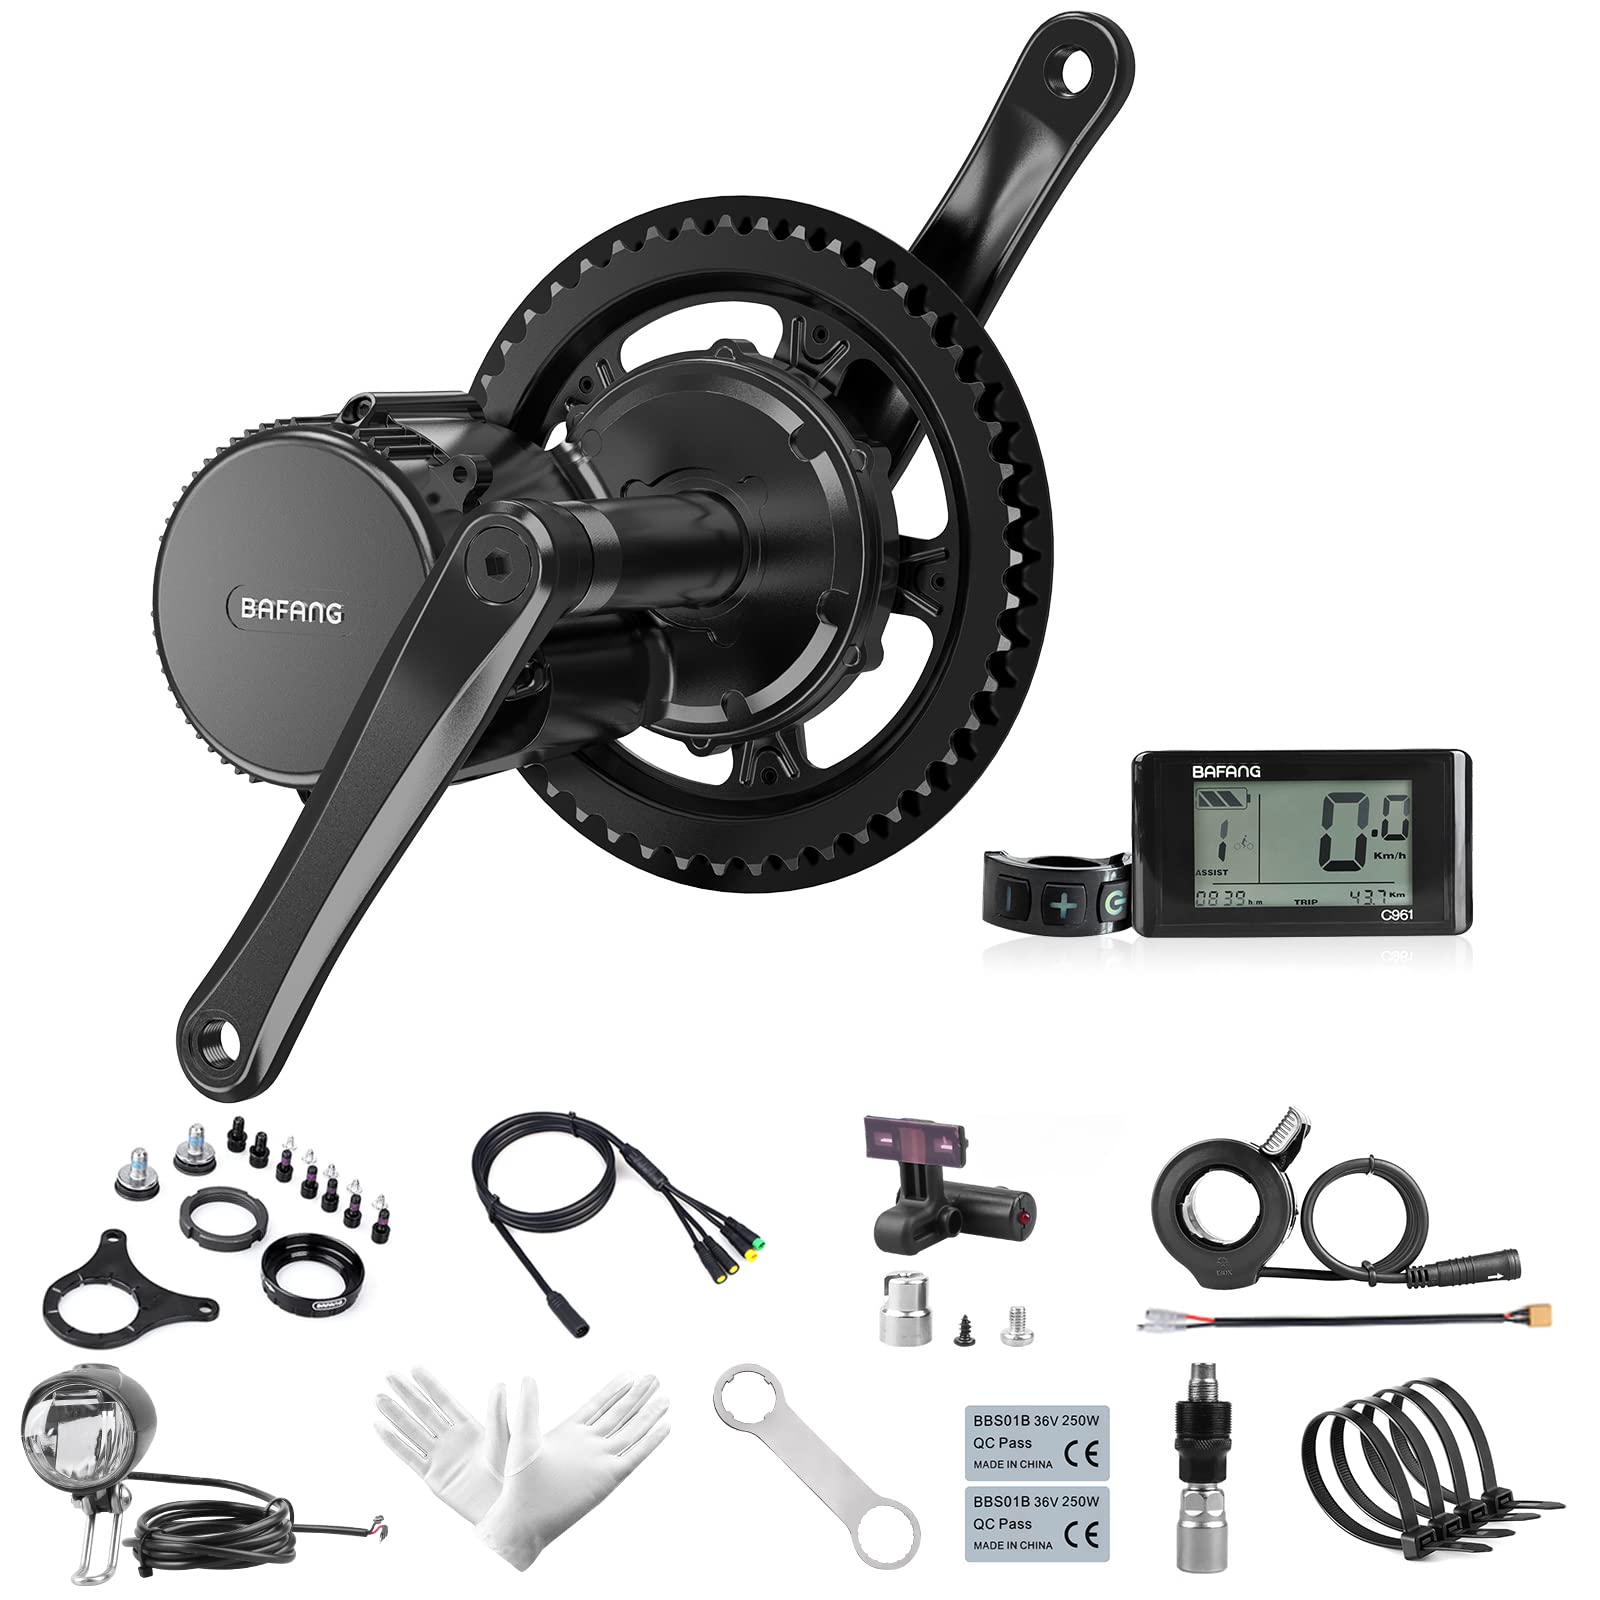 BAFANG
BAFANG
1
0.0
Km/h
ASSIST
0839 h:m TRIP 43.7 Km
C961
BAFANG
BBS01B 36V 250W
QC Pass
MADE IN CHINA CE
BBS01B 36V 250W
QC Pass
MADE IN CHINA CE